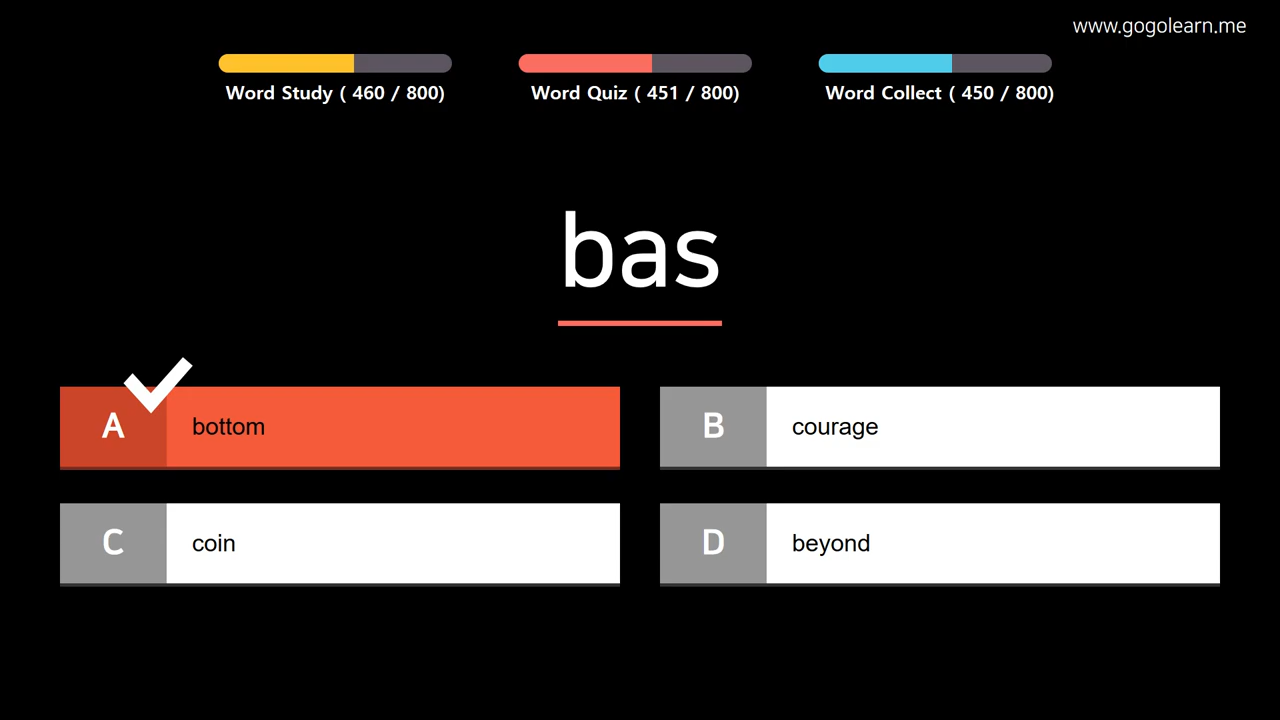 www.gogolearn.me
Word Study ( 460 / 800)
Word Quiz ( 451 / 800)
Word Collect ( 450 / 800)
bas
A bottom
B courage
C coin
D beyond